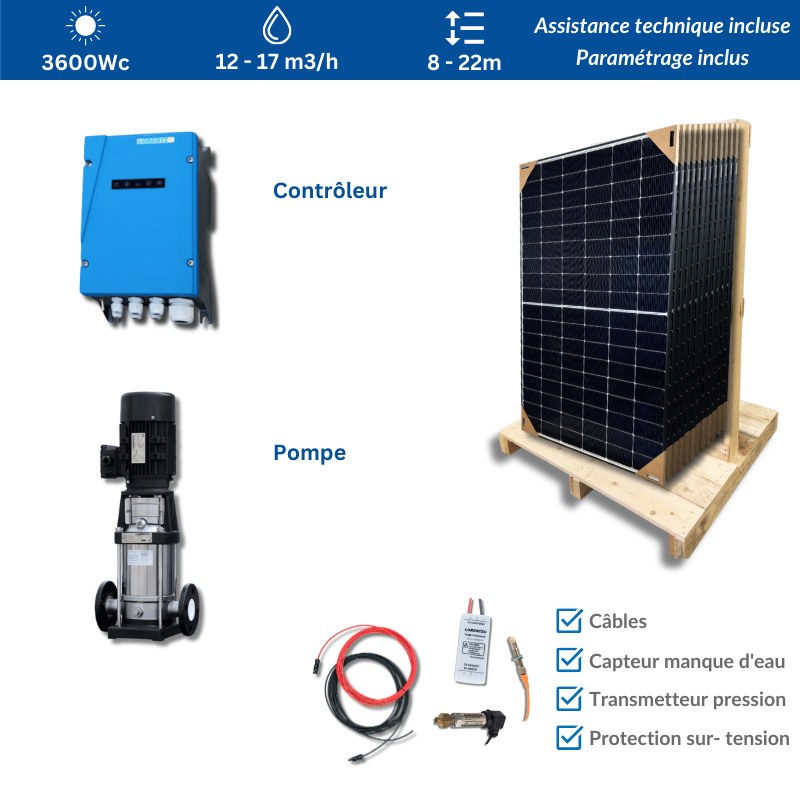 3600Wc
12 - 17 m3/h
8 - 22m
Assistance technique incluse
Paramétrage inclus
LORENTZ
Contrôleur
Pompe
Câbles
Capteur manque d'eau
Transmetteur pression
Protection sur- tension